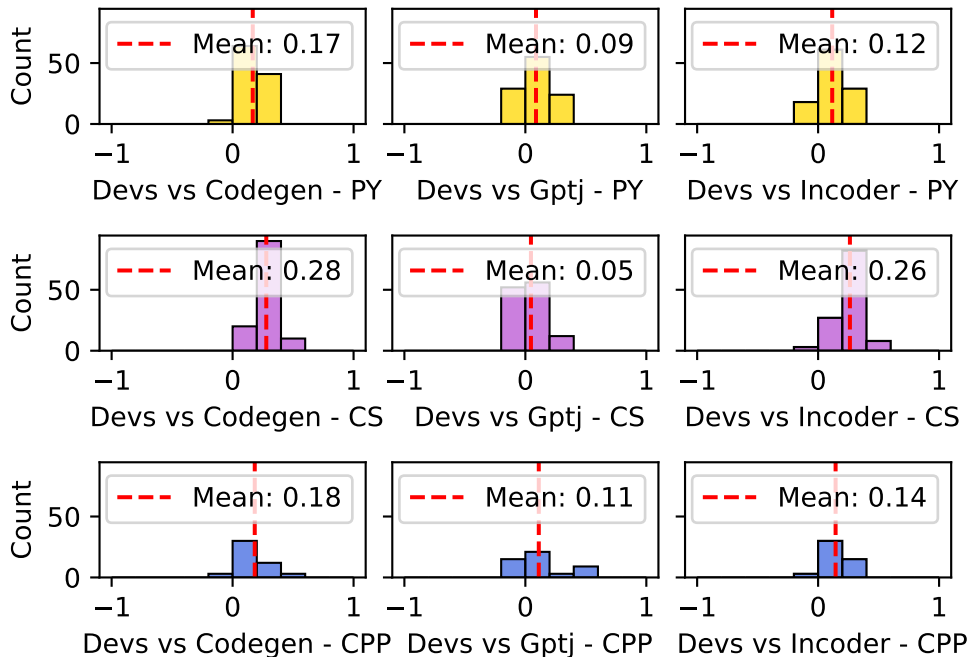 Count
50
0
Mean: 0.17
Mean: 0.09
Mean: 0.12
−1 0 1
−1 0 1
−1 0 1
Devs vs Codegen - PY
Devs vs Gptj - PY
Devs vs Incoder - PY
Count
50
0
Mean: 0.28
Mean: 0.05
Mean: 0.26
−1 0 1
−1 0 1
−1 0 1
Devs vs Codegen - CS
Devs vs Gptj - CS
Devs vs Incoder - CS
Count
50
0
Mean: 0.18
Mean: 0.11
Mean: 0.14
−1 0 1
−1 0 1
−1 0 1
Devs vs Codegen - CPP
Devs vs Gptj - CPP
Devs vs Incoder - CPP